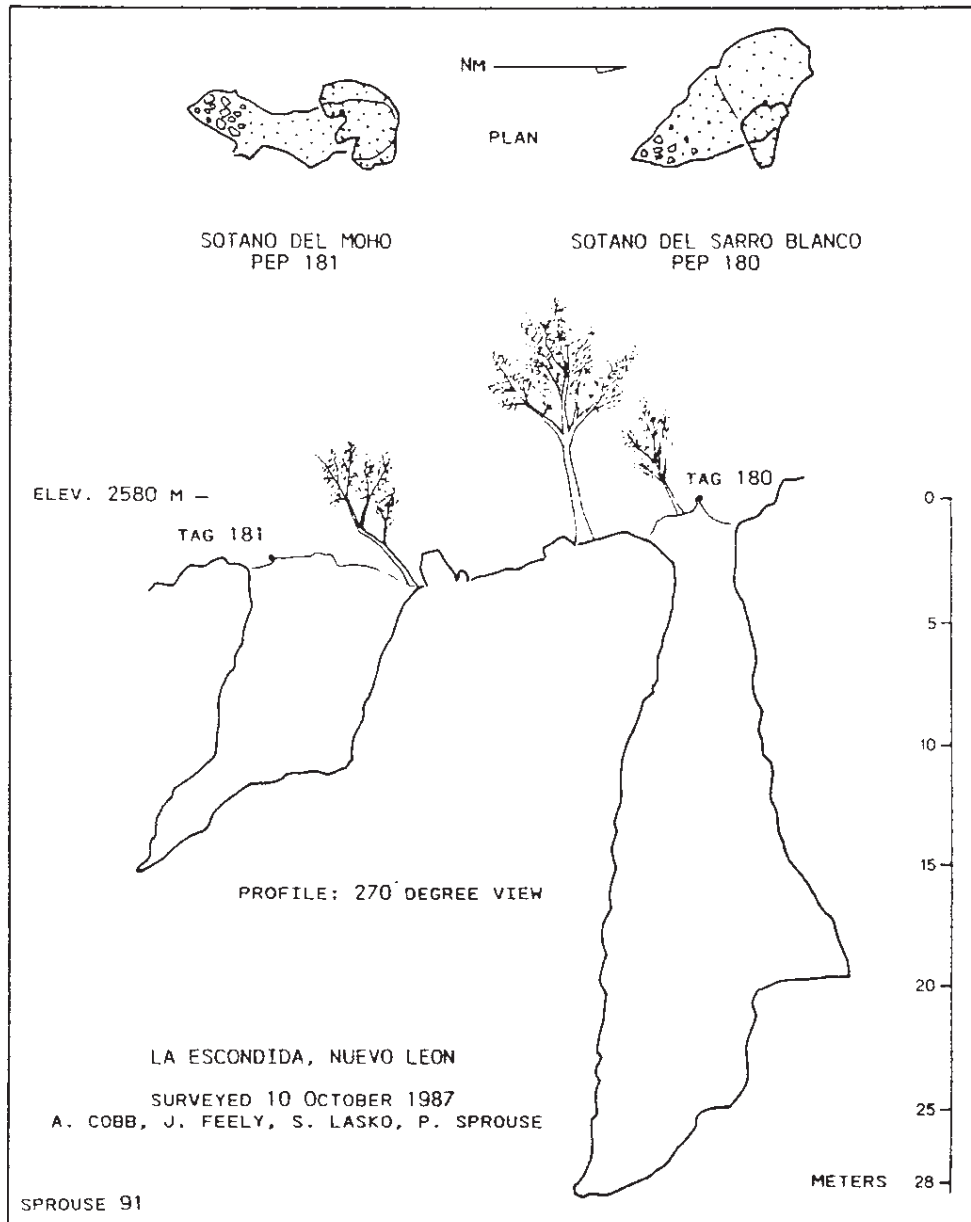 NM
PLAN
SOTANO DEL MOHO
PEP 181
SOTANO DEL SARRO BLANCO
PEP 180
ELEV. 2580 M –
TAG 181
TAG 180
0
5
10
15
20
25
METERS 28
PROFILE: 270 DEGREE VIEW
LA ESCONDIDA, NUEVO LEON
SURVEYED 10 OCTOBER 1987
A. COBB, J. FEELY, S. LASKO, P. SPROUSE
SPROUSE 91